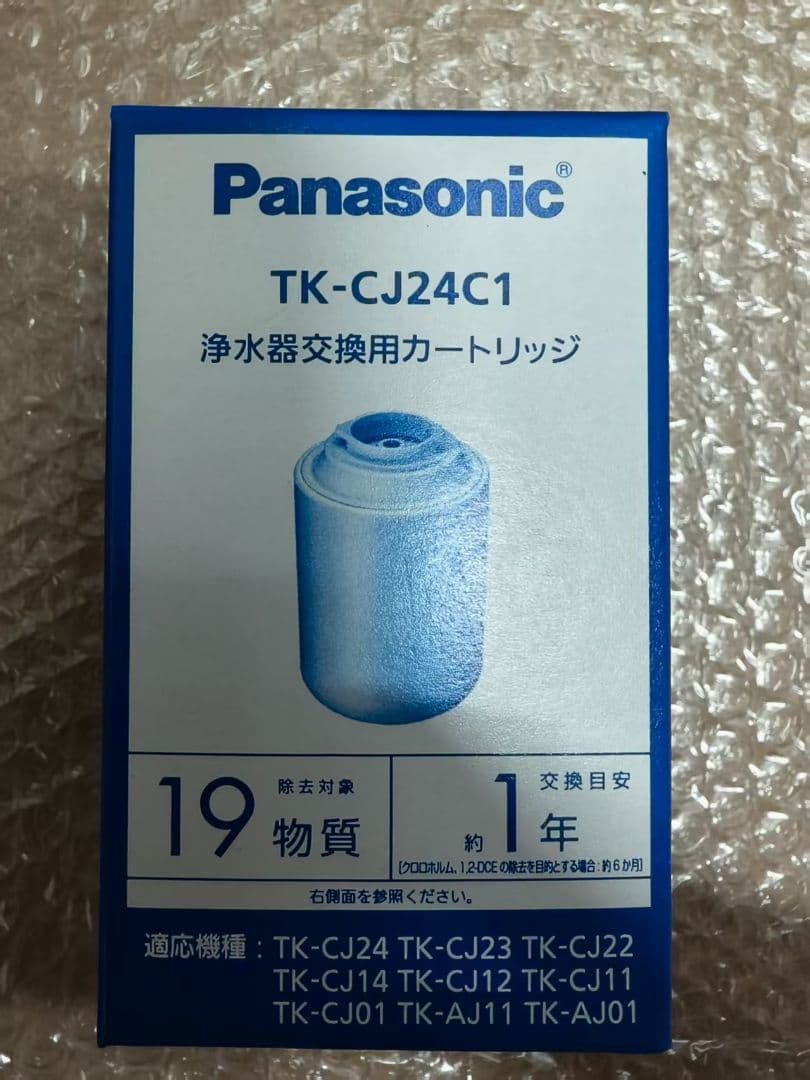 Panasonic®
TK-CJ24C1
浄水器交換用カートリッジ
19 除去対象 物質
約1年 交換目安
[クロロホルム、1,2-DCEの除去を目的とする場合:約6か月]
右側面を参照ください。
適応機種:TK-CJ24 TK-CJ23 TK-CJ22
TK-CJ14 TK-CJ12 TK-CJ11
TK-CJ01 TK-AJ11 TK-AJ01